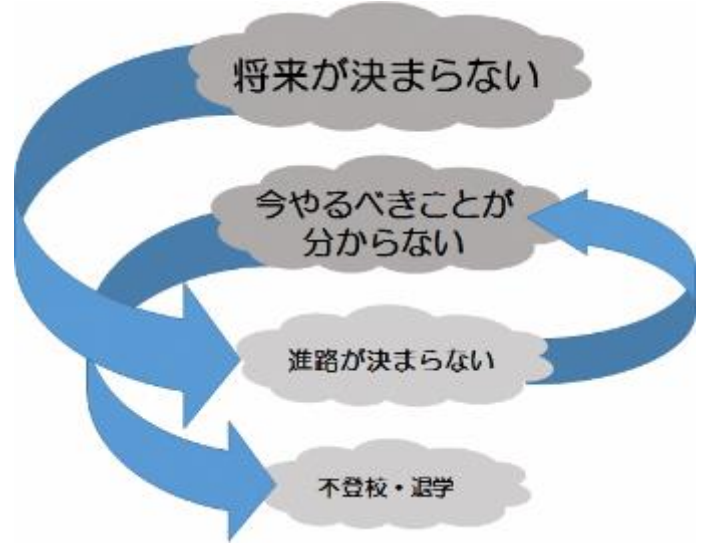 将来が決まらない
今やるべきことが
分からない
進路が決まらない
不登校・退学